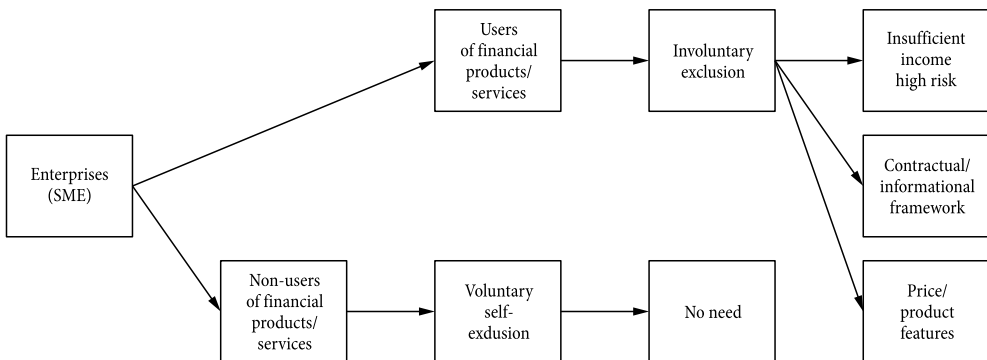 Users
of financial
products/
services
Involuntary
exclusion
Insufficient
income
high risk
Enterprises
(SME)
Contractual/
informational
framework
Non-users
of financial
products/
services
Voluntary
self-
exdusion
No need
Price/
product
features